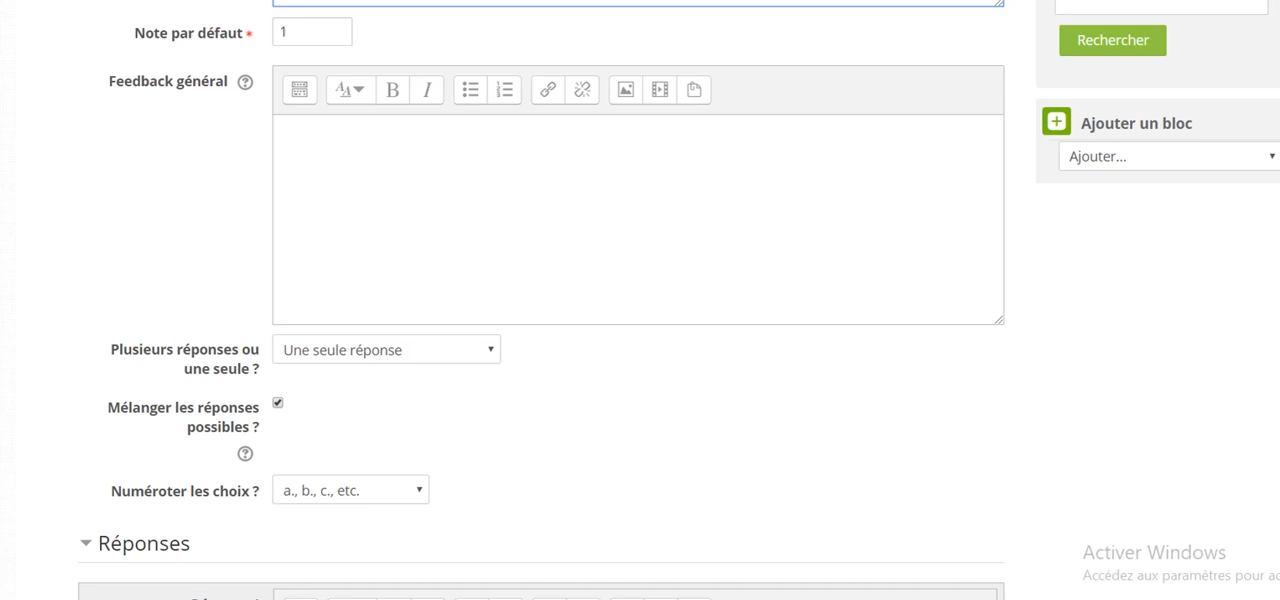 Note par défaut *
1
Rechercher
Feedback général
Ajouter un bloc
Ajouter...
Plusieurs réponses ou
une seule ?
Une seule réponse
Mélanger les réponses
possibles ?
Numéroter les choix ?
a., b., c., etc.
Réponses
Activer Windows
Accédez aux paramètres pour